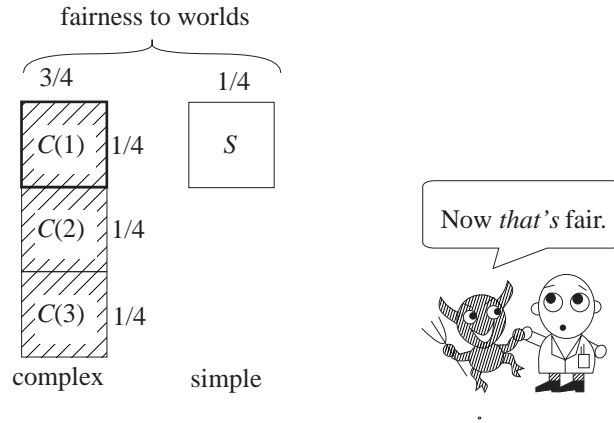 fairness to worlds
3/4 1/4
C(1) 1/4 S
C(2) 1/4
Now that's fair.
C(3) 1/4
complex simple